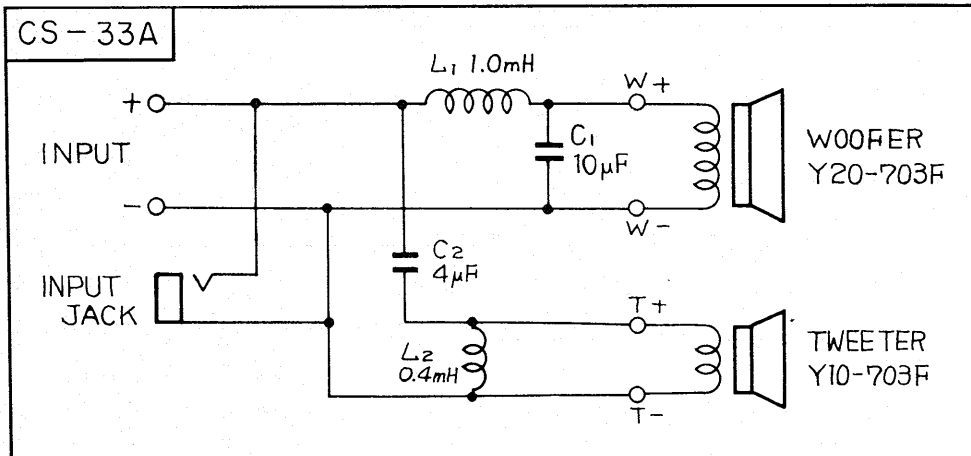 CS-33A
L1 1.0mH
W+
+
C1
10μF
WOOFER
Y20-703F
INPUT
-
W-
C2
4μF
INPUT
JACK
T+
L2
0.4mH
TWEETER
Y10-703F
T-